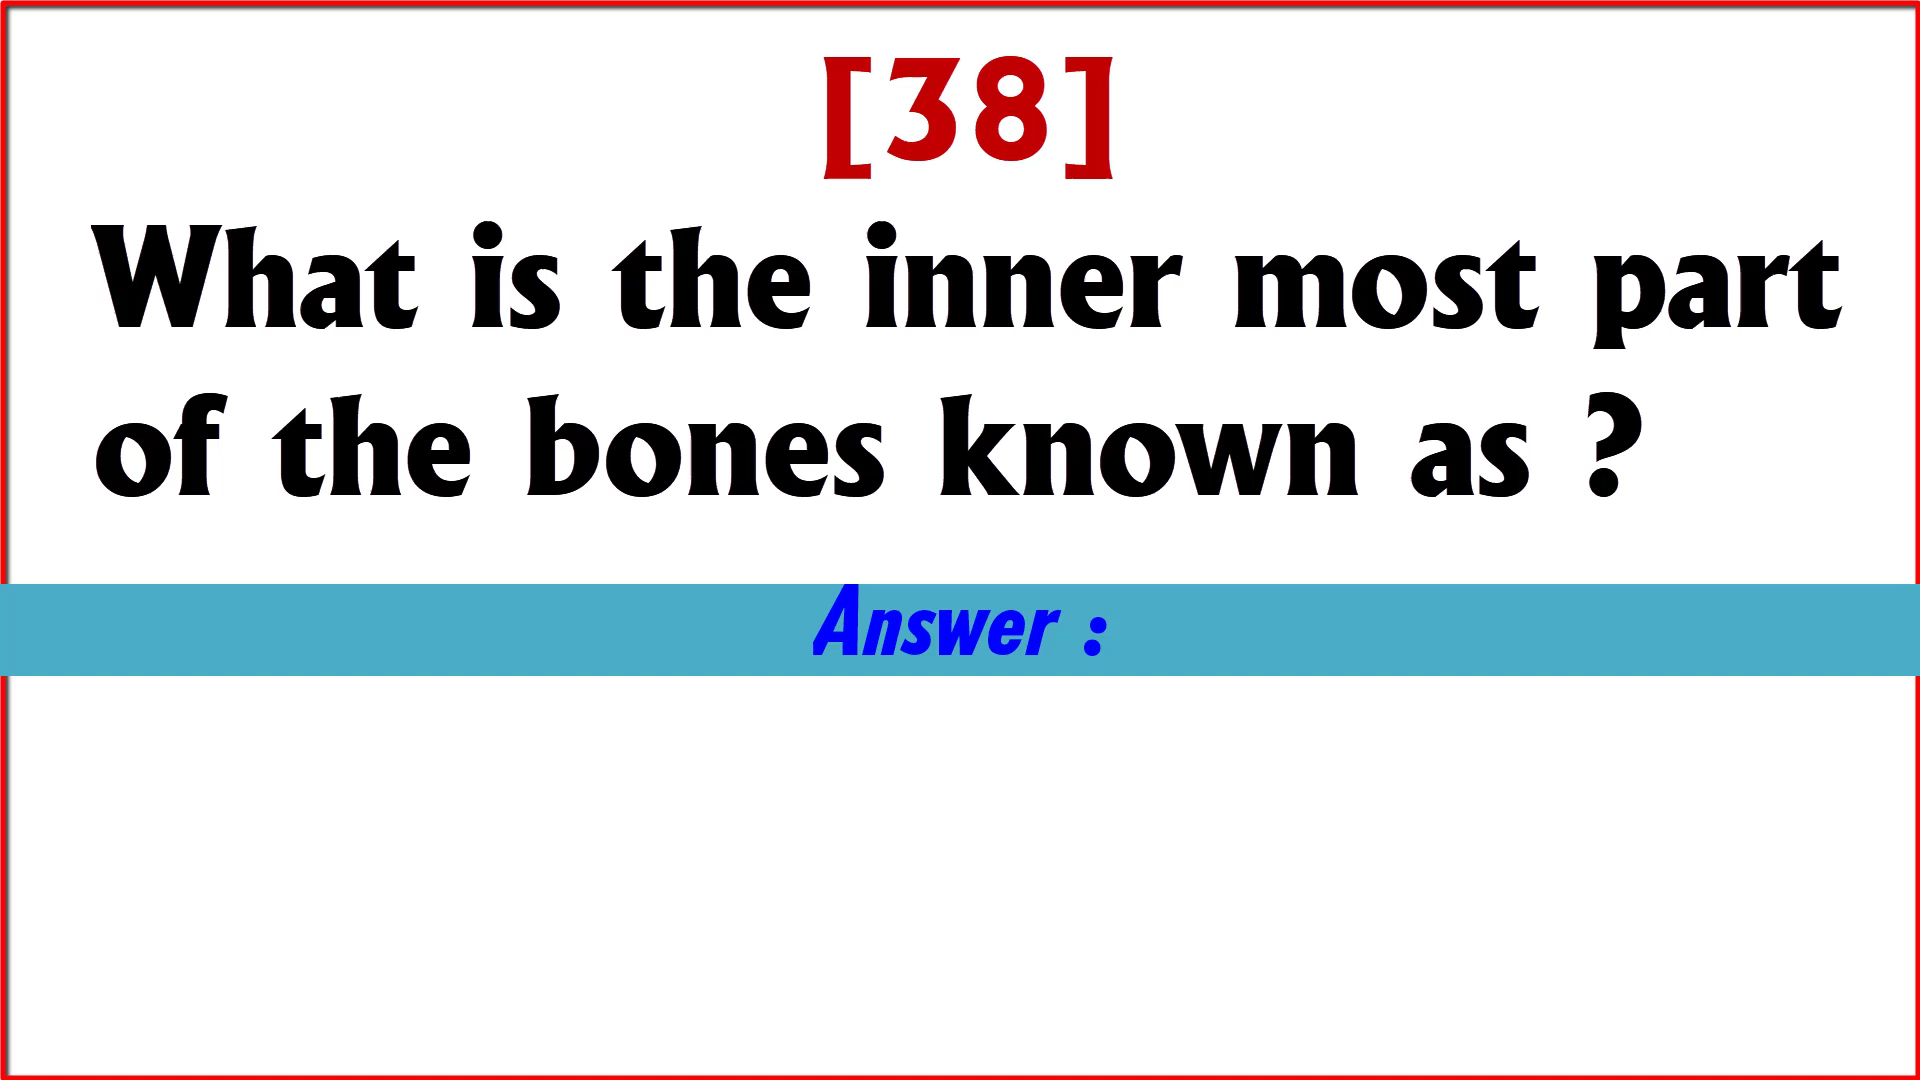 [38]
What is the inner most part
of the bones known as ?
Answer :